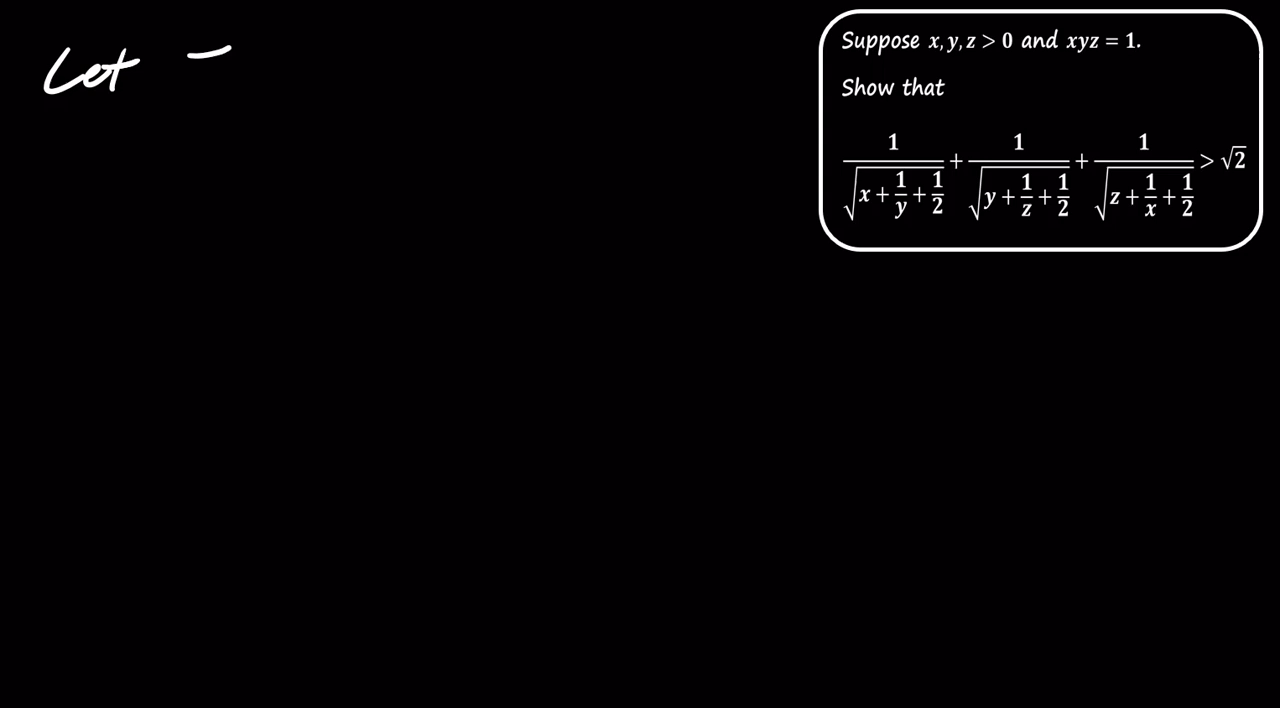 Let
Suppose x, y, z > 0 and xyz = 1.
Show that
1/√(x + 1/y + 1/2) + 1/√(y + 1/z + 1/2) + 1/√(z + 1/x + 1/2) > √2